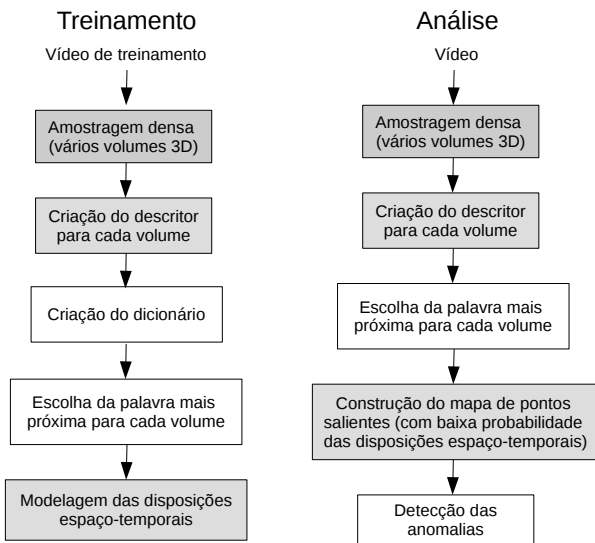 Treinamento
Vídeo de treinamento
Amostragem densa
(vários volumes 3D)
Criação do descritor
para cada volume
Criação do dicionário
Escolha da palavra mais
próxima para cada volume
Modelagem das disposições
espaço-temporais
Análise
Vídeo
Amostragem densa
(vários volumes 3D)
Criação do descritor
para cada volume
Escolha da palavra mais
próxima para cada volume
Construção do mapa de pontos
salientes (com baixa probabilidade
das disposições espaço-temporais)
Detecção das
anomalias